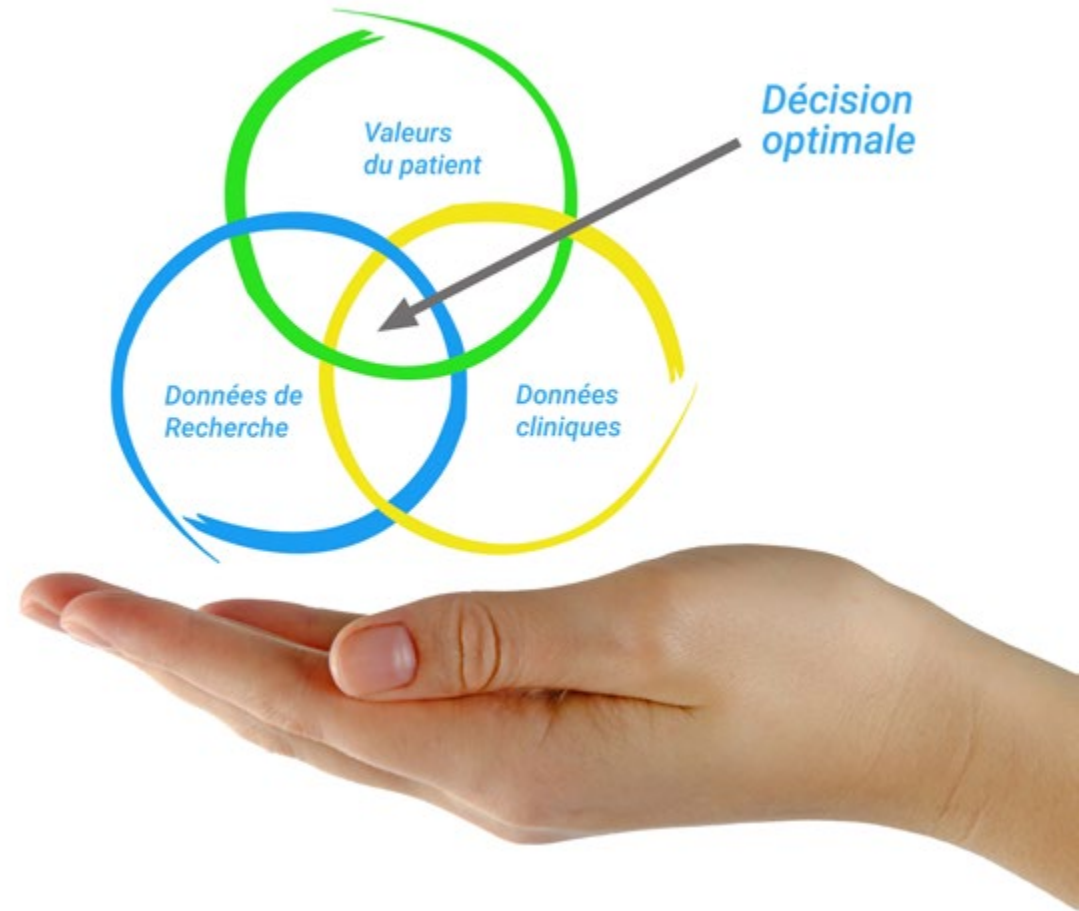 Décision
optimale
Valeurs
du patient
Données de
Recherche
Données
cliniques